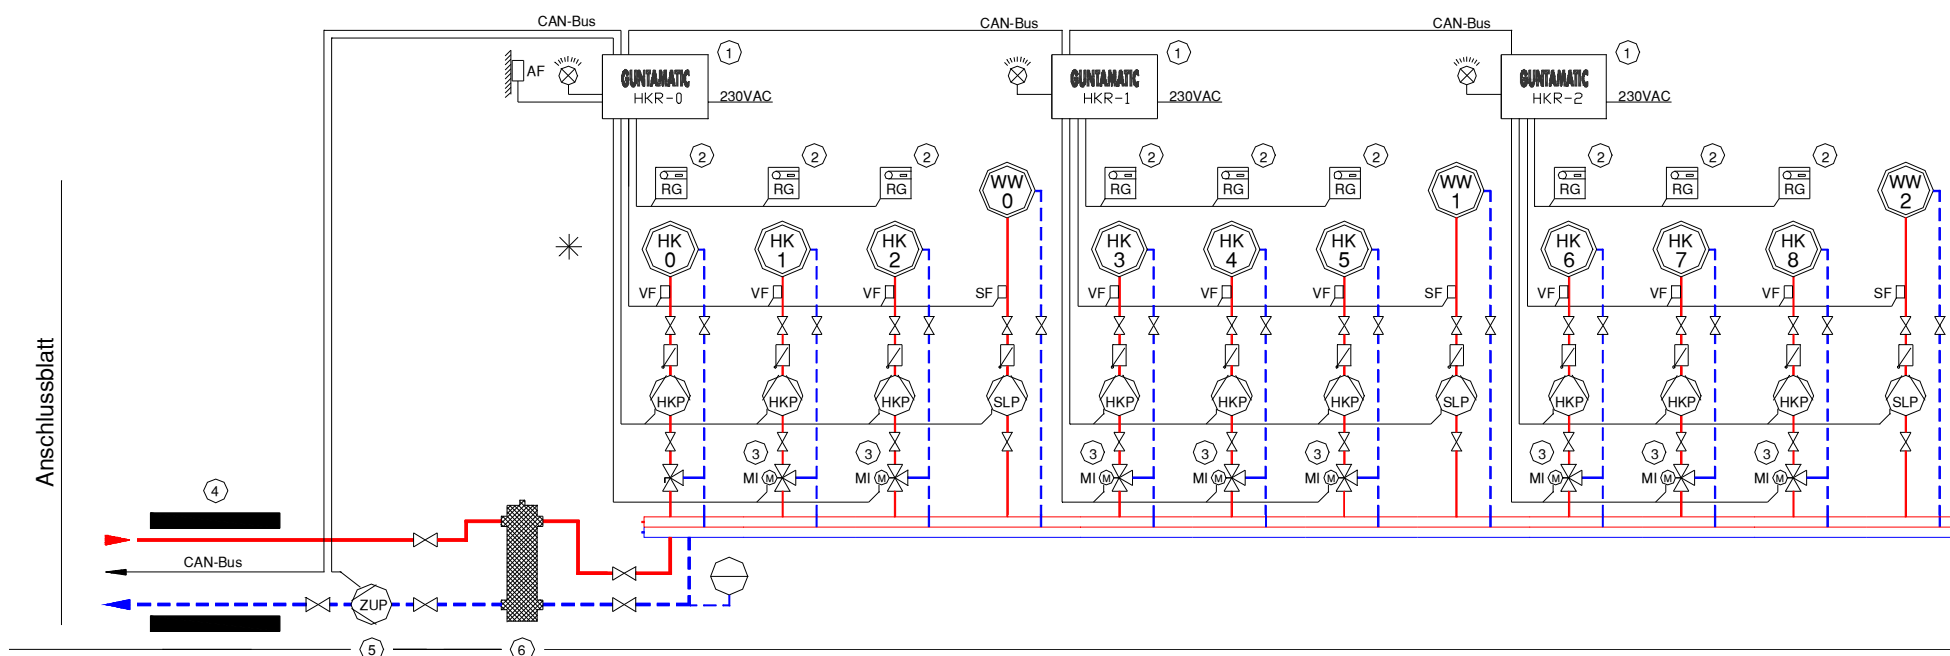 CAN-Bus CAN-Bus CAN-Bus
1 1 1
AF GUNTAMATIC GUNTAMATIC GUNTAMATIC
HKR-0 230VAC HKR-1 230VAC HKR-2 230VAC
2 2 2 2 2 2 2 2 2
RG RG RG WW 0 RG RG RG WW 1 RG RG RG WW 2
HK 0 HK 1 HK 2 HK 3 HK 4 HK 5 HK 6 HK 7 HK 8
VF VF VF SF VF VF VF SF VF VF VF SF
HKP HKP HKP SLP HKP HKP HKP SLP HKP HKP HKP SLP
3 3 3 3 3 3 3 3
MI M MI M MI M MI M MI M MI M MI M MI M
Anschlussblatt
4
CAN-Bus
ZUP
5 6